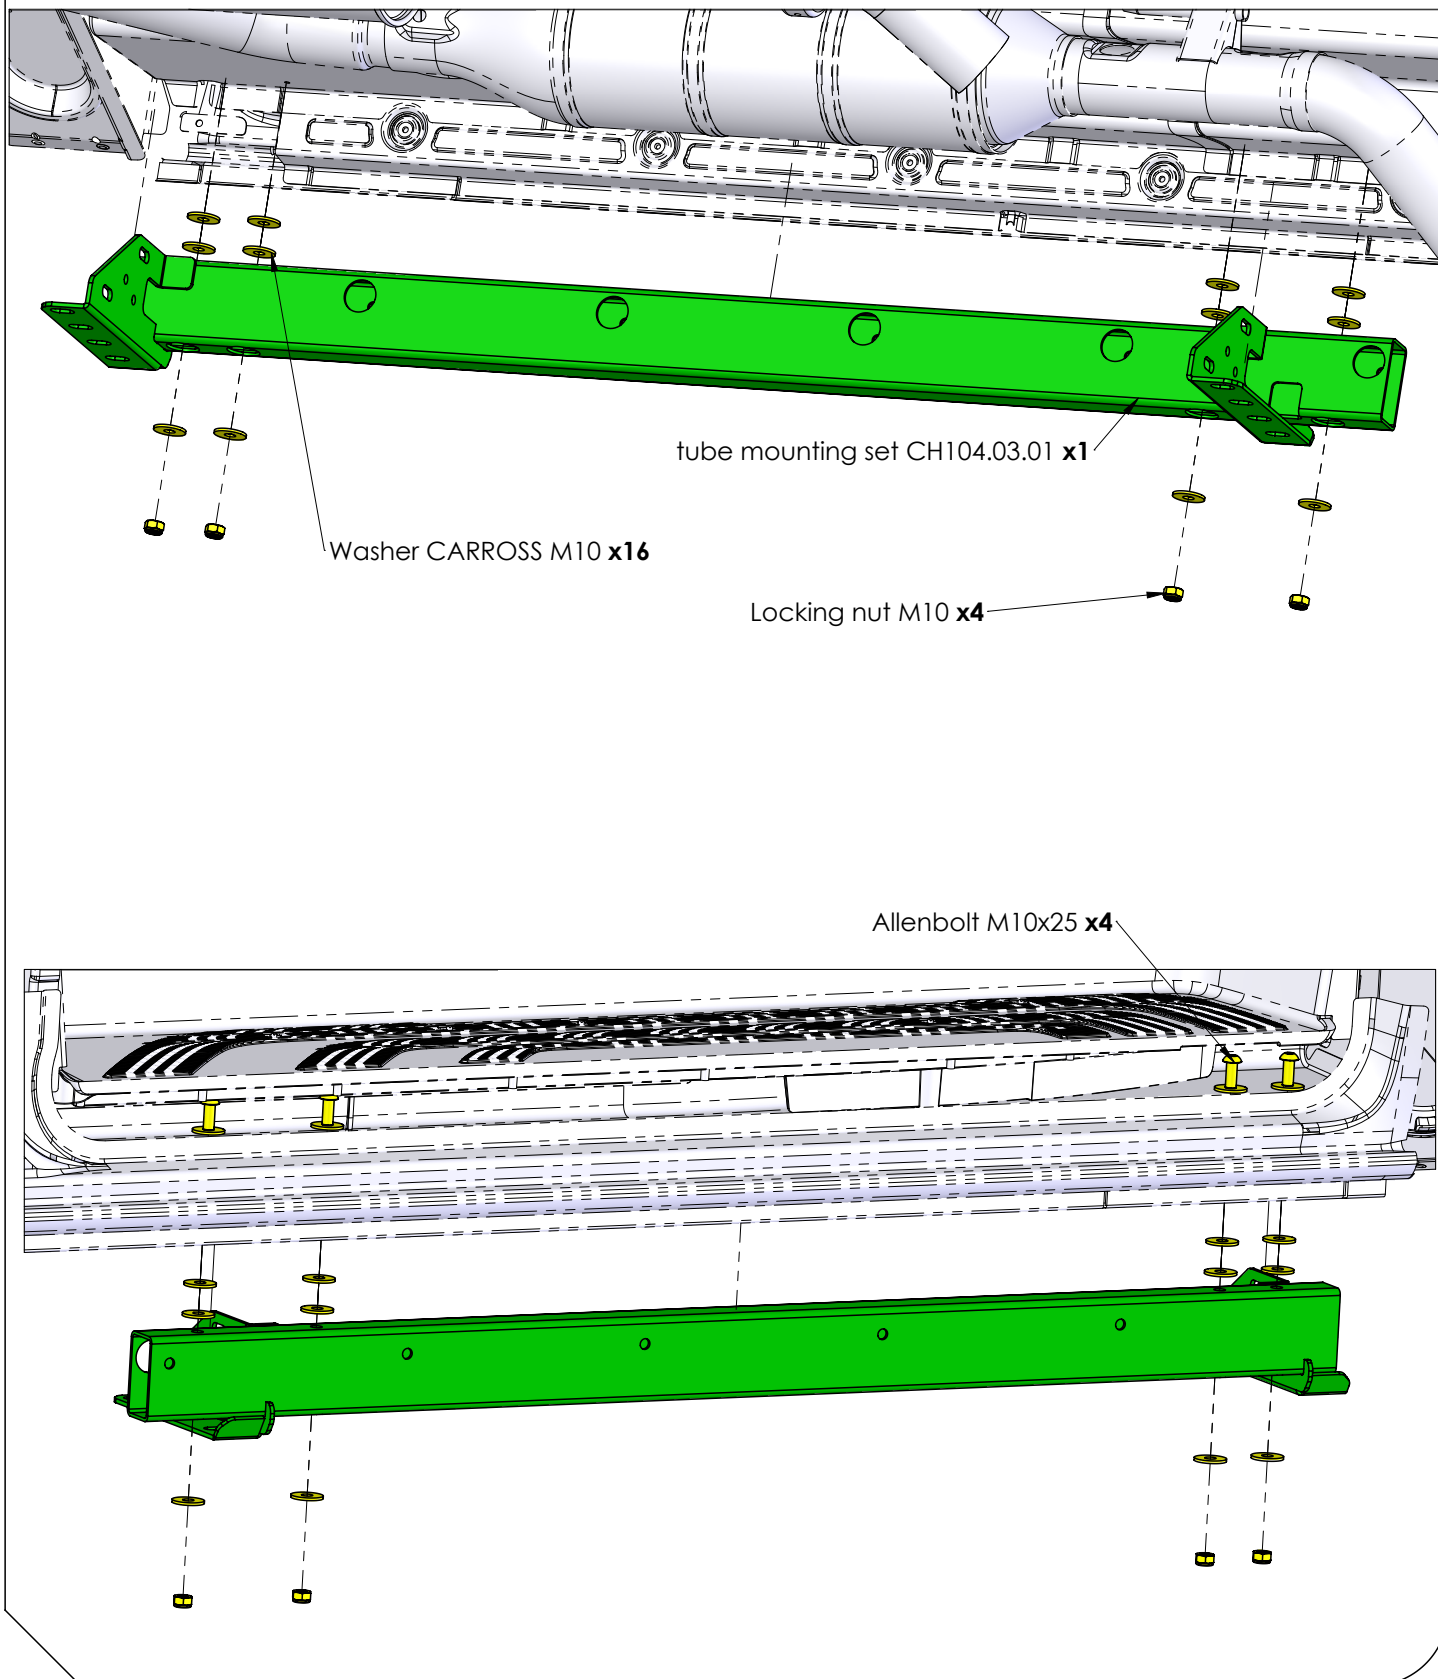 tube mounting set CH104.03.01 x1
Washer CARROSS M10 x16
Locking nut M10 x4
Allenbolt M10x25 x4